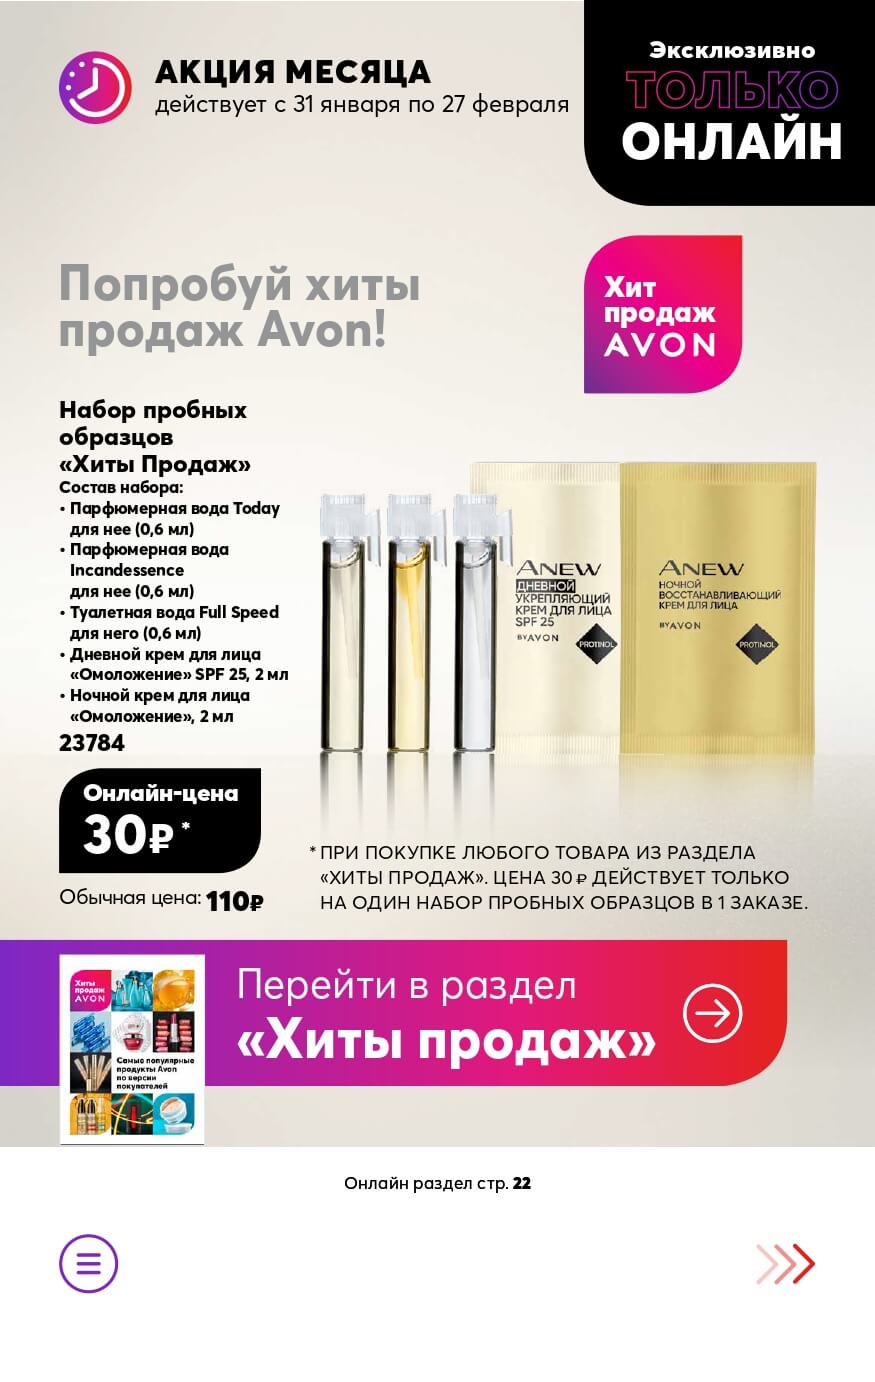 АКЦИЯ МЕСЯЦА
действует с 31 января по 27 февраля
Эксклюзивно
ТОЛЬКО
ОНЛАЙН
Попробуй хиты
продаж Avon!
Хит
продаж
AVON
Набор пробных
образцов
«Хиты Продаж»
Состав набора:
• Парфюмерная вода Today
для нее (0,6 мл)
• Парфюмерная вода
Incandessence
для нее (0,6 мл)
• Туалетная вода Full Speed
для него (0,6 мл)
• Дневной крем для лица
«Омоложение» SPF 25, 2 мл
• Ночной крем для лица
«Омоложение», 2 мл
23784
ANEW
ДНЕВНОЙ
УКРЕПЛЯЮЩИЙ
КРЕМ ДЛЯ ЛИЦА
SPF 25
BY AVON
PROTINOL
ANEW
НОЧНОЙ
ВОССТАНАВЛИВАЮЩИЙ
КРЕМ ДЛЯ ЛИЦА
BY AVON
PROTINOL
Онлайн-цена
30₽*
Обычная цена: 110₽
* ПРИ ПОКУПКЕ ЛЮБОГО ТОВАРА ИЗ РАЗДЕЛА
«ХИТЫ ПРОДАЖ». ЦЕНА 30 ₽ ДЕЙСТВУЕТ ТОЛЬКО
НА ОДИН НАБОР ПРОБНЫХ ОБРАЗЦОВ В 1 ЗАКАЗЕ.
Хиты
продаж
AVON
Самые популярные
продукты Avon
по версии
покупателей
Перейти в раздел
«Хиты продаж»
Онлайн раздел стр. 22